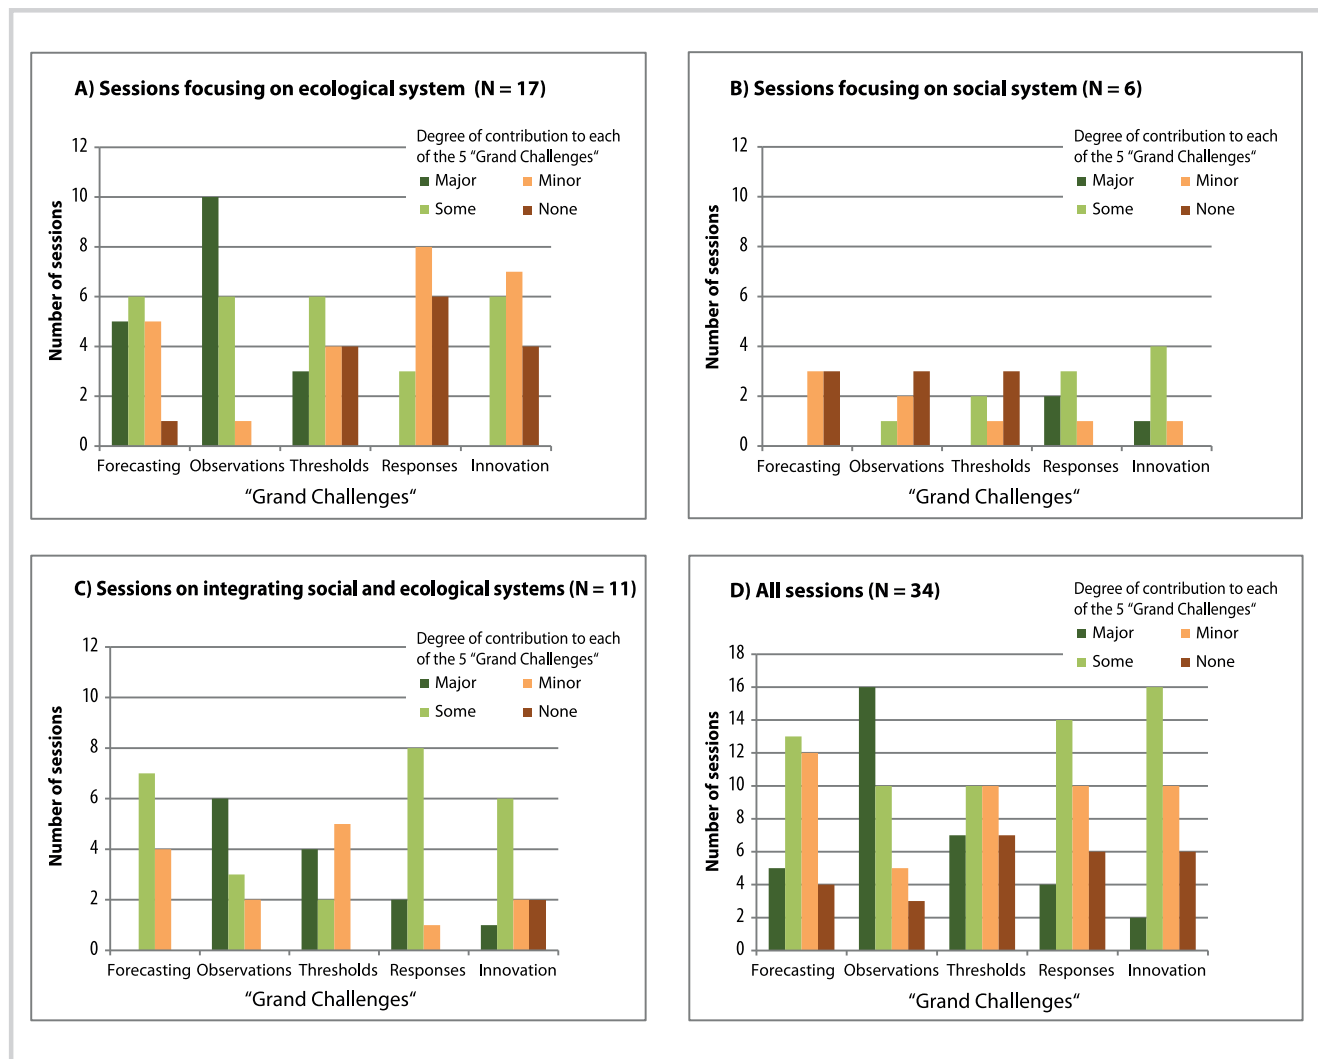 A) Sessions focusing on ecological system (N = 17)
Degree of contribution to each
of the 5 “Grand Challenges“
Major
Minor
Some
None
Number of sessions
12
10
8
6
4
2
0
Forecasting Observations Thresholds Responses Innovation
“Grand Challenges“
B) Sessions focusing on social system (N = 6)
Degree of contribution to each
of the 5 “Grand Challenges“
Major
Minor
Some
None
Number of sessions
12
10
8
6
4
2
0
Forecasting Observations Thresholds Responses Innovation
“Grand Challenges“
C) Sessions on integrating social and ecological systems (N = 11)
Degree of contribution to each
of the 5 “Grand Challenges“
Major
Minor
Some
None
Number of sessions
12
10
8
6
4
2
0
Forecasting Observations Thresholds Responses Innovation
“Grand Challenges“
D) All sessions (N = 34)
Degree of contribution to each
of the 5 “Grand Challenges“
Major
Minor
Some
None
Number of sessions
18
16
14
12
10
8
6
4
2
0
Forecasting Observations Thresholds Responses Innovation
“Grand Challenges“